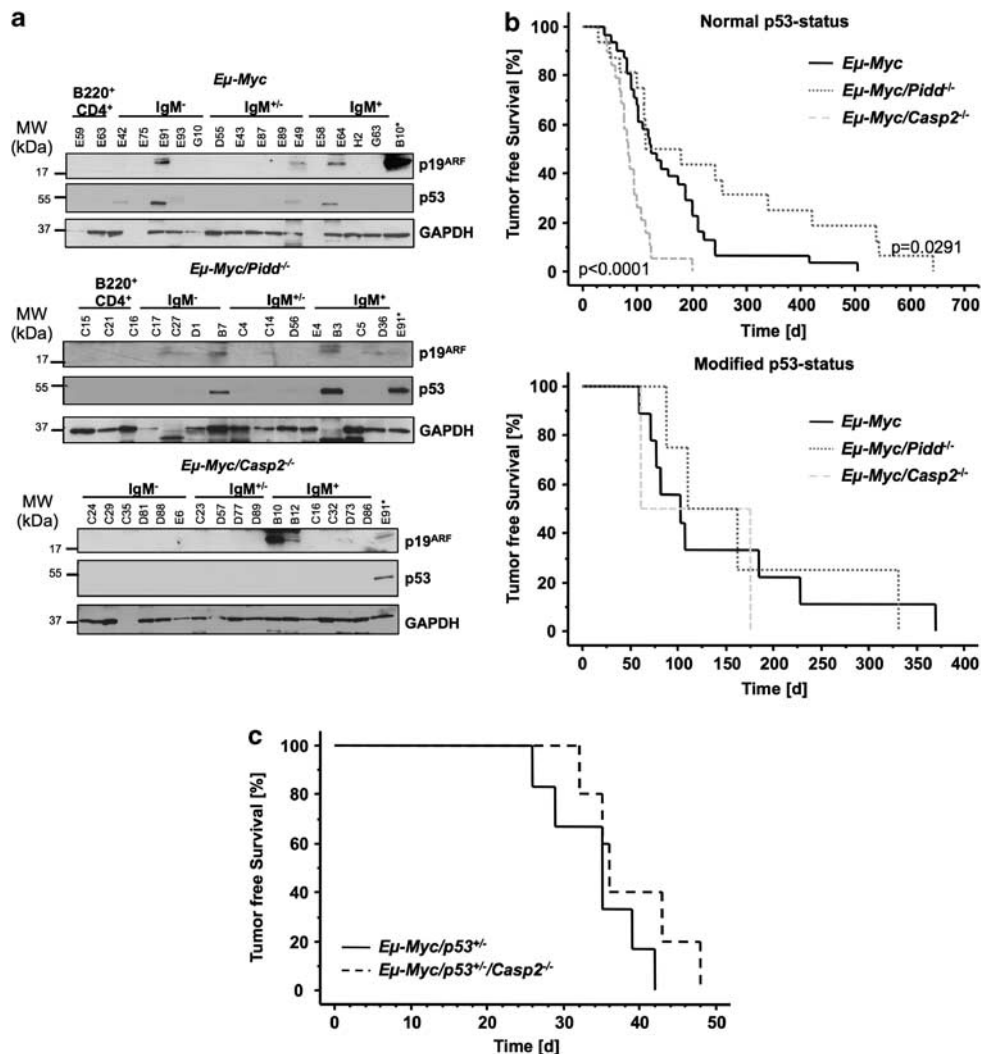 a
Eμ-Myc
B220+ CD4+ IgM- IgM+/- IgM+
MW (kDa)
E59 E63 E42 E75 E91 E93 G10 D55 E43 E87 E89 E49 E58 E64 H2 G63 B10*
17 p19ARF
55 p53
37 GAPDH
Eμ-Myc/Pidd-/-
B220+ CD4+ IgM- IgM+/- IgM+
MW (kDa)
C15 C21 C16 C17 C27 D1 B7 C4 C14 D56 E4 B3 C5 D36 E91*
17 p19ARF
55 p53
37 GAPDH
Eμ-Myc/Casp2-/-
IgM- IgM+/- IgM+
MW (kDa)
C24 C29 C35 D81 D88 E6 C23 D57 D77 D89 B10 B12 C16 C32 D73 D86 E91*
17 p19ARF
55 p53
37 GAPDH
b
Normal p53-status
Tumor free Survival [%]
100
80
60
40
20
0
Eμ-Myc
Eμ-Myc/Pidd-/-
Eμ-Myc/Casp2-/-
p<0.0001
p=0.0291
0 100 200 300 400 500 600 700
Time [d]
Modified p53-status
Tumor free Survival [%]
100
80
60
40
20
0
Eμ-Myc
Eμ-Myc/Pidd-/-
Eμ-Myc/Casp2-/-
0 50 100 150 200 250 300 350 400
Time [d]
c
Tumor free Survival [%]
100
80
60
40
20
0
Eμ-Myc/p53+/-
Eμ-Myc/p53+/-/Casp2-/-
0 20 40 50
Time [d]